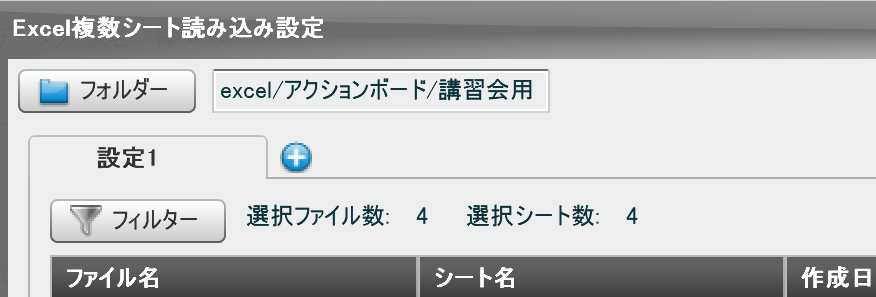 Excel複数シート読み込み設定
フォルダー excel/アクションボード/講習会用
設定1
フィルター 選択ファイル数: 4 選択シート数: 4
ファイル名 シート名 作成日